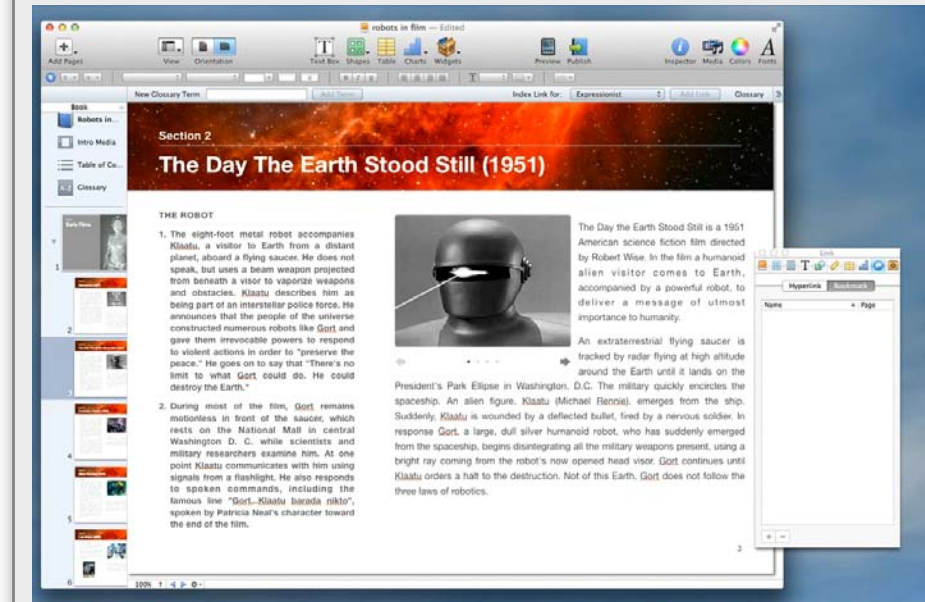 robots in film — Edited
Add Pages
View
Orientation
Text Box
Shapes
Table
Charts
Widgets
Preview
Publish
Inspector
Media
Colors
Fonts
New Glossary Term
Add Term
Index Link for:
Expressionist
Add Link
Glossary
Book
Robots in...
Intro Media
Table of Co...
Glossary
Early Films
1
2
3
4
5
6
Section 2
The Day The Earth Stood Still (1951)
THE ROBOT
1. The eight-foot metal robot accompanies
Klaatu, a visitor to Earth from a distant
planet, aboard a flying saucer. He does not
speak, but uses a beam weapon projected
from beneath a visor to vaporize weapons
and obstacles. Klaatu describes him as
being part of an interstellar police force. He
announces that the people of the universe
constructed numerous robots like Gort and
gave them irrevocable powers to respond
to violent actions in order to "preserve the
peace." He goes on to say that "There's no
limit to what Gort could do. He could
destroy the Earth."
2. During most of the film, Gort remains
motionless in front of the saucer, which
rests on the National Mall in central
Washington D. C. while scientists and
military researchers examine him. At one
point Klaatu communicates with him using
signals from a flashlight. He also responds
to spoken commands, including the
famous line "Gort...Klaatu barada nikto",
spoken by Patricia Neal's character toward
the end of the film.
The Day The Earth Stood Still is a 1951
American science fiction film directed
by Robert Wise. In the film a humanoid
alien visitor comes to Earth,
accompanied by a powerful robot, to
deliver a message of utmost
importance to humanity.
An extraterrestrial flying saucer is
tracked by radar flying at high altitude
around the Earth until it lands on the
President's Park Ellipse in Washington, D.C. The military quickly encircles the
spaceship. An alien figure, Klaatu (Michael Rennie), emerges from the ship.
Suddenly, Klaatu is wounded by a deflected bullet, fired by a nervous soldier. In
response Gort, a large, dull silver humanoid robot, who has suddenly emerged
from the spaceship, begins disintegrating all the military weapons present, using a
bright ray coming from the robot's now opened head visor. Gort continues until
Klaatu orders a halt to the destruction. Not of this Earth, Gort does not follow the
three laws of robotics.
Link
Hyperlink
Bookmark
Name
Page
100%